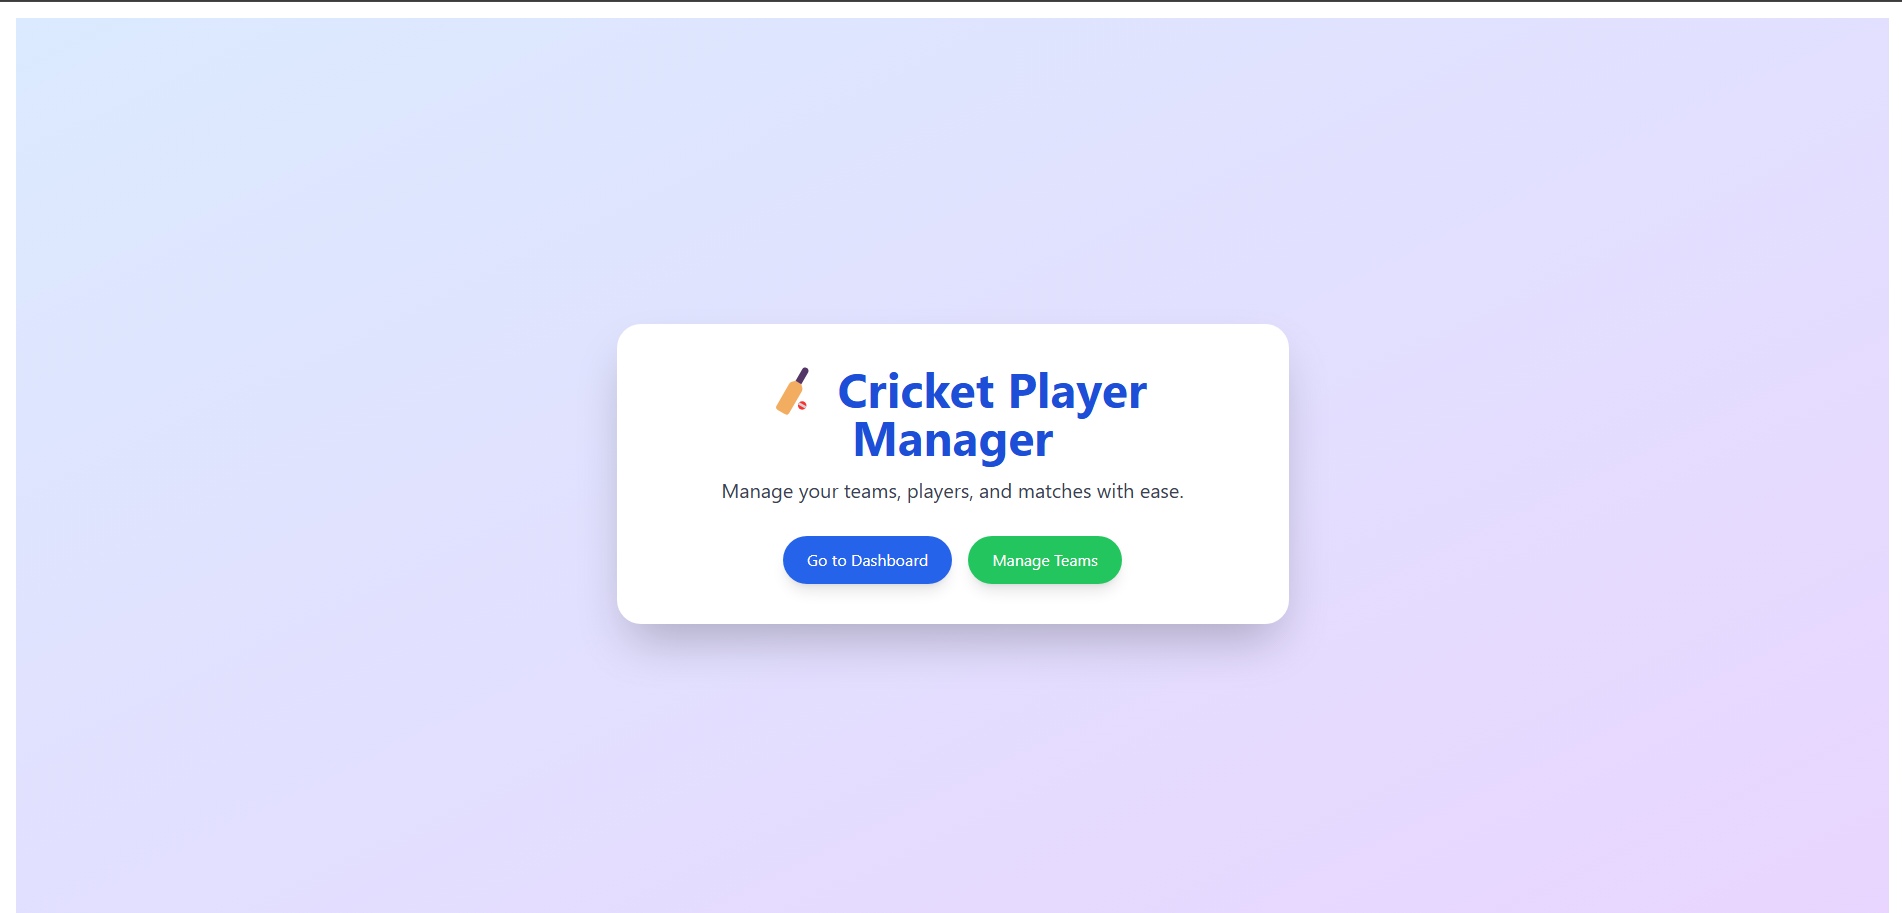 Cricket Player
Manager
Manage your teams, players, and matches with ease.
Go to Dashboard
Manage Teams